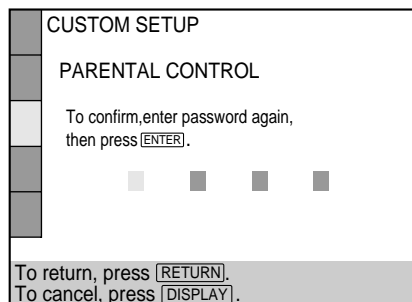 CUSTOM SETUP
PARENTAL CONTROL
To confirm,enter password again,
then press ENTER.
To return, press RETURN.
To cancel, press DISPLAY.